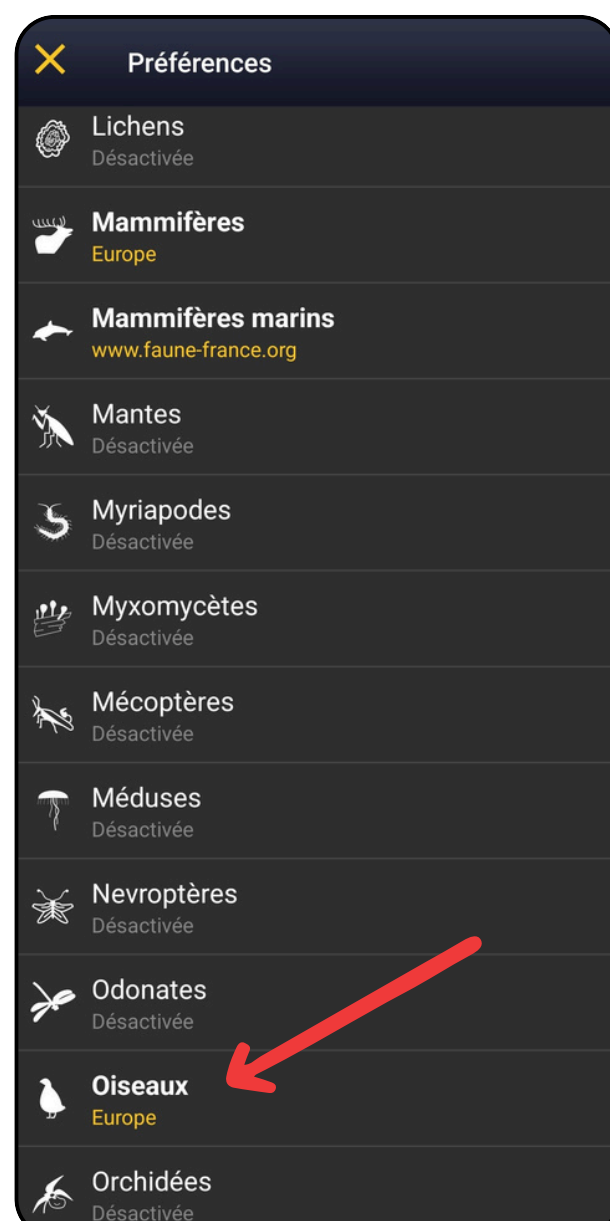 Préférences
Lichens
Désactivée
Mammifères
Europe
Mammifères marins
www.faune-france.org
Mantes
Désactivée
Myriapodes
Désactivée
Myxomycètes
Désactivée
Mécoptères
Désactivée
Méduses
Désactivée
Nevroptères
Désactivée
Odonates
Désactivée
Oiseaux
Europe
Orchidées
Désactivée